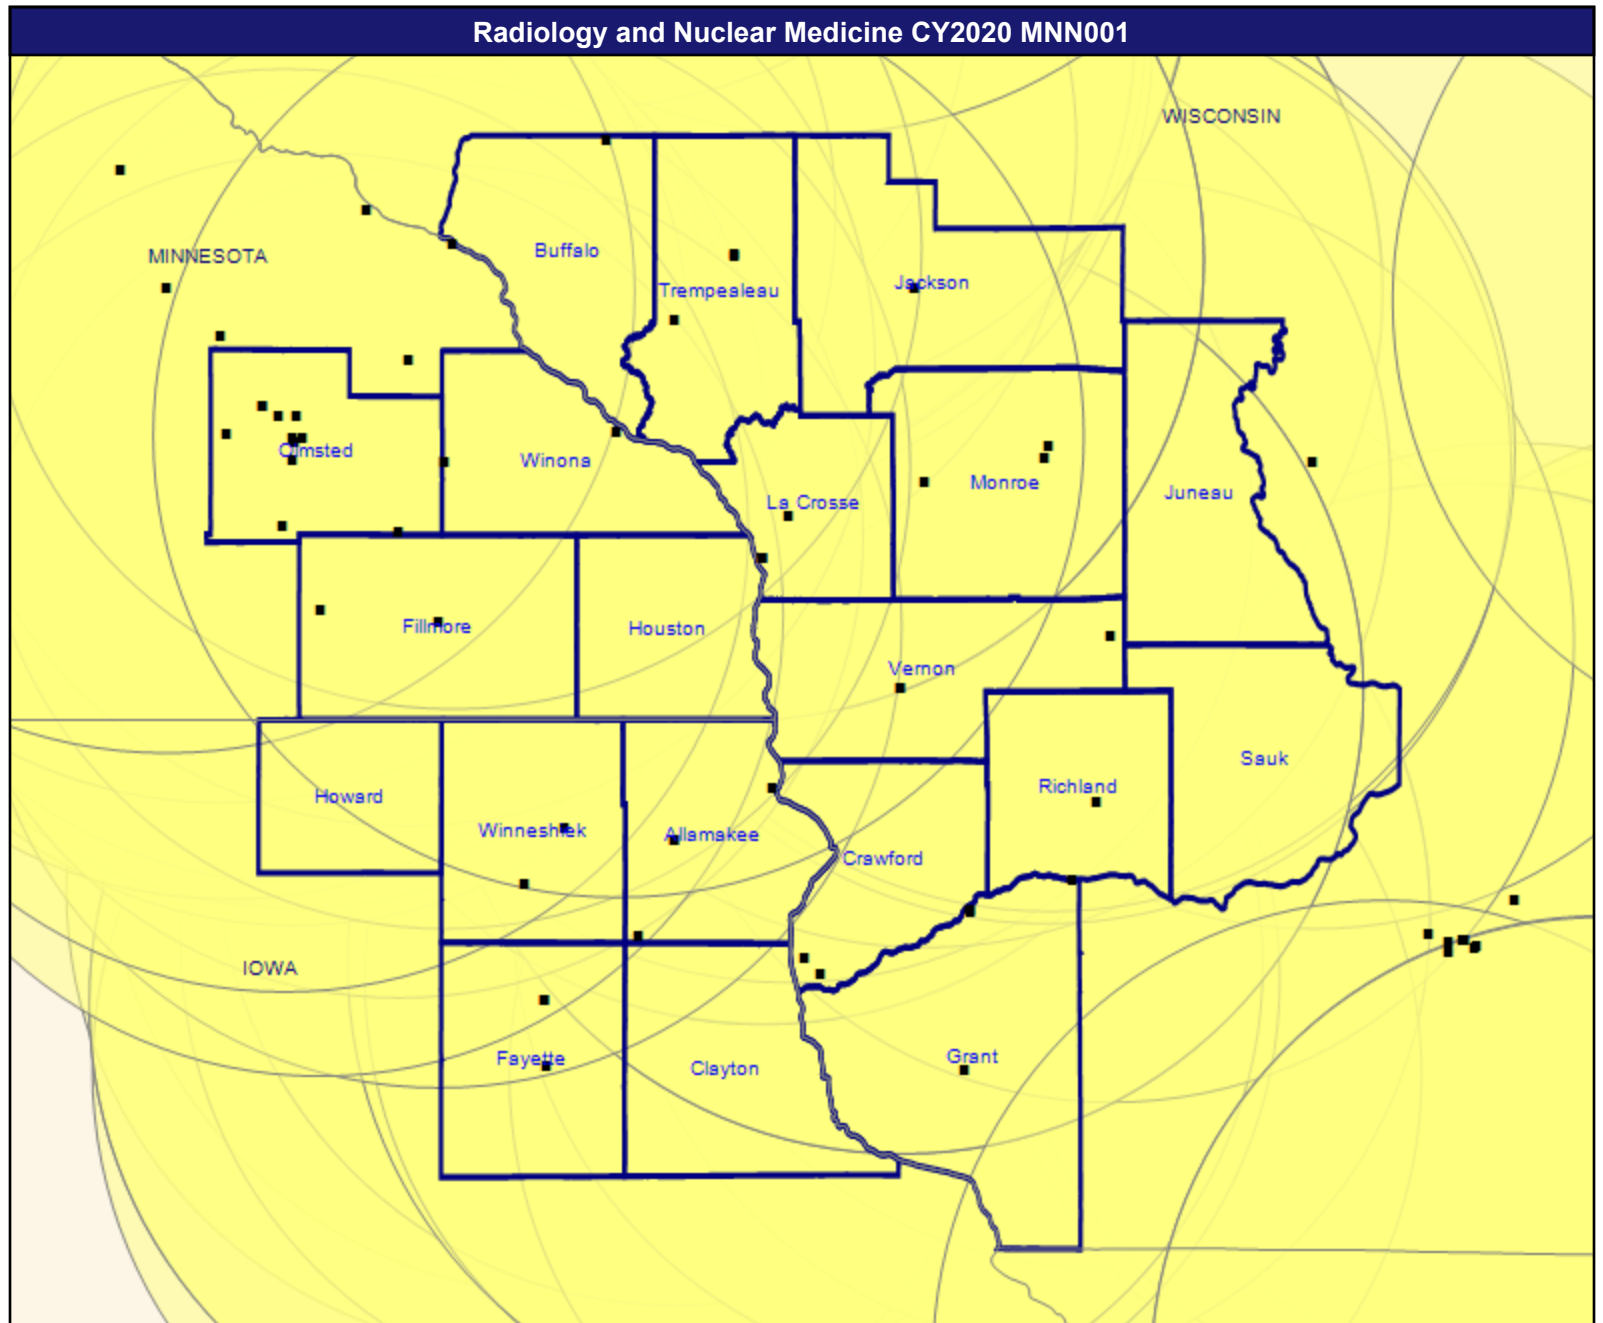 Radiology and Nuclear Medicine CY2020 MNN001
WISCONSIN
MINNESOTA
Buffalo
Trempealeau
Jackson
Olmsted
Winona
La Crosse
Monroe
Juneau
Fillmore
Houston
Vernon
Sauk
Richland
Howard
Winneshiek
Allamakee
Crawford
IOWA
Fayette
Clayton
Grant